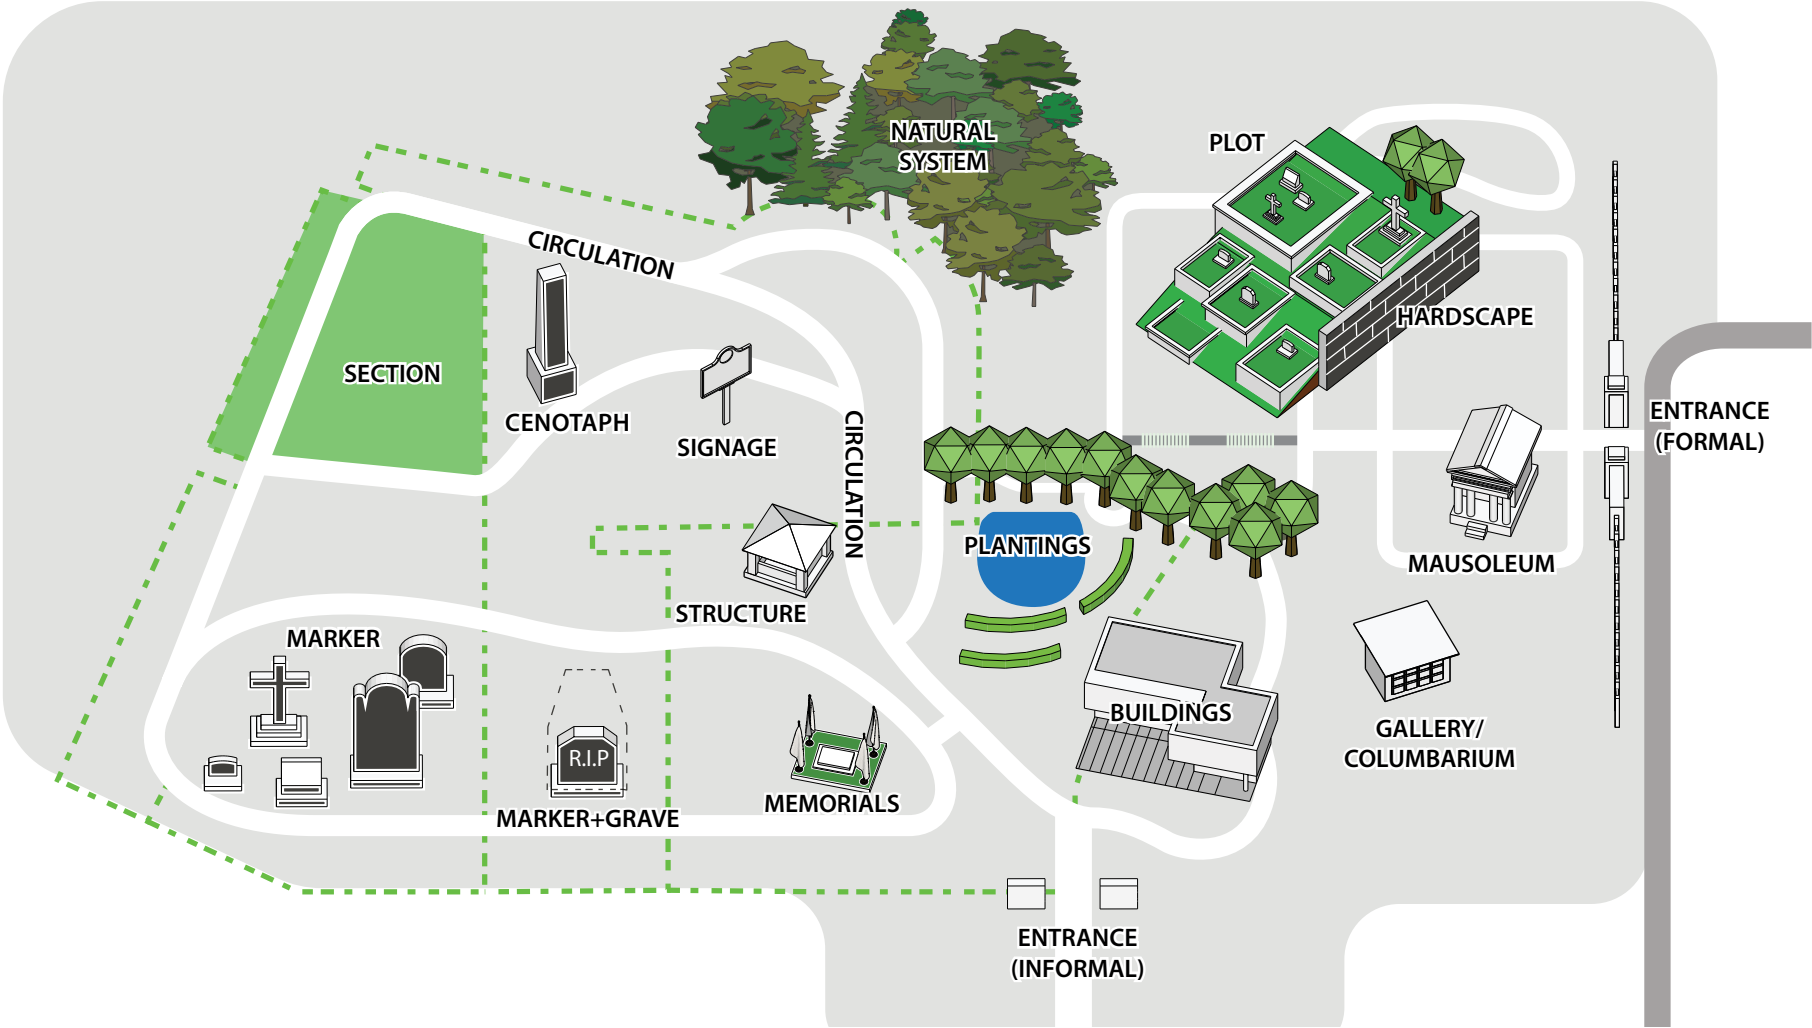 NATURAL
SYSTEM
PLOT
CIRCULATION
HARDSCAPE
SECTION
CENOTAPH
SIGNAGE
CIRCULATION
ENTRANCE
(FORMAL)
PLANTINGS
MAUSOLEUM
STRUCTURE
MARKER
BUILDINGS
GALLERY/
COLUMBARIUM
R.I.P
MEMORIALS
MARKER+GRAVE
ENTRANCE
(INFORMAL)